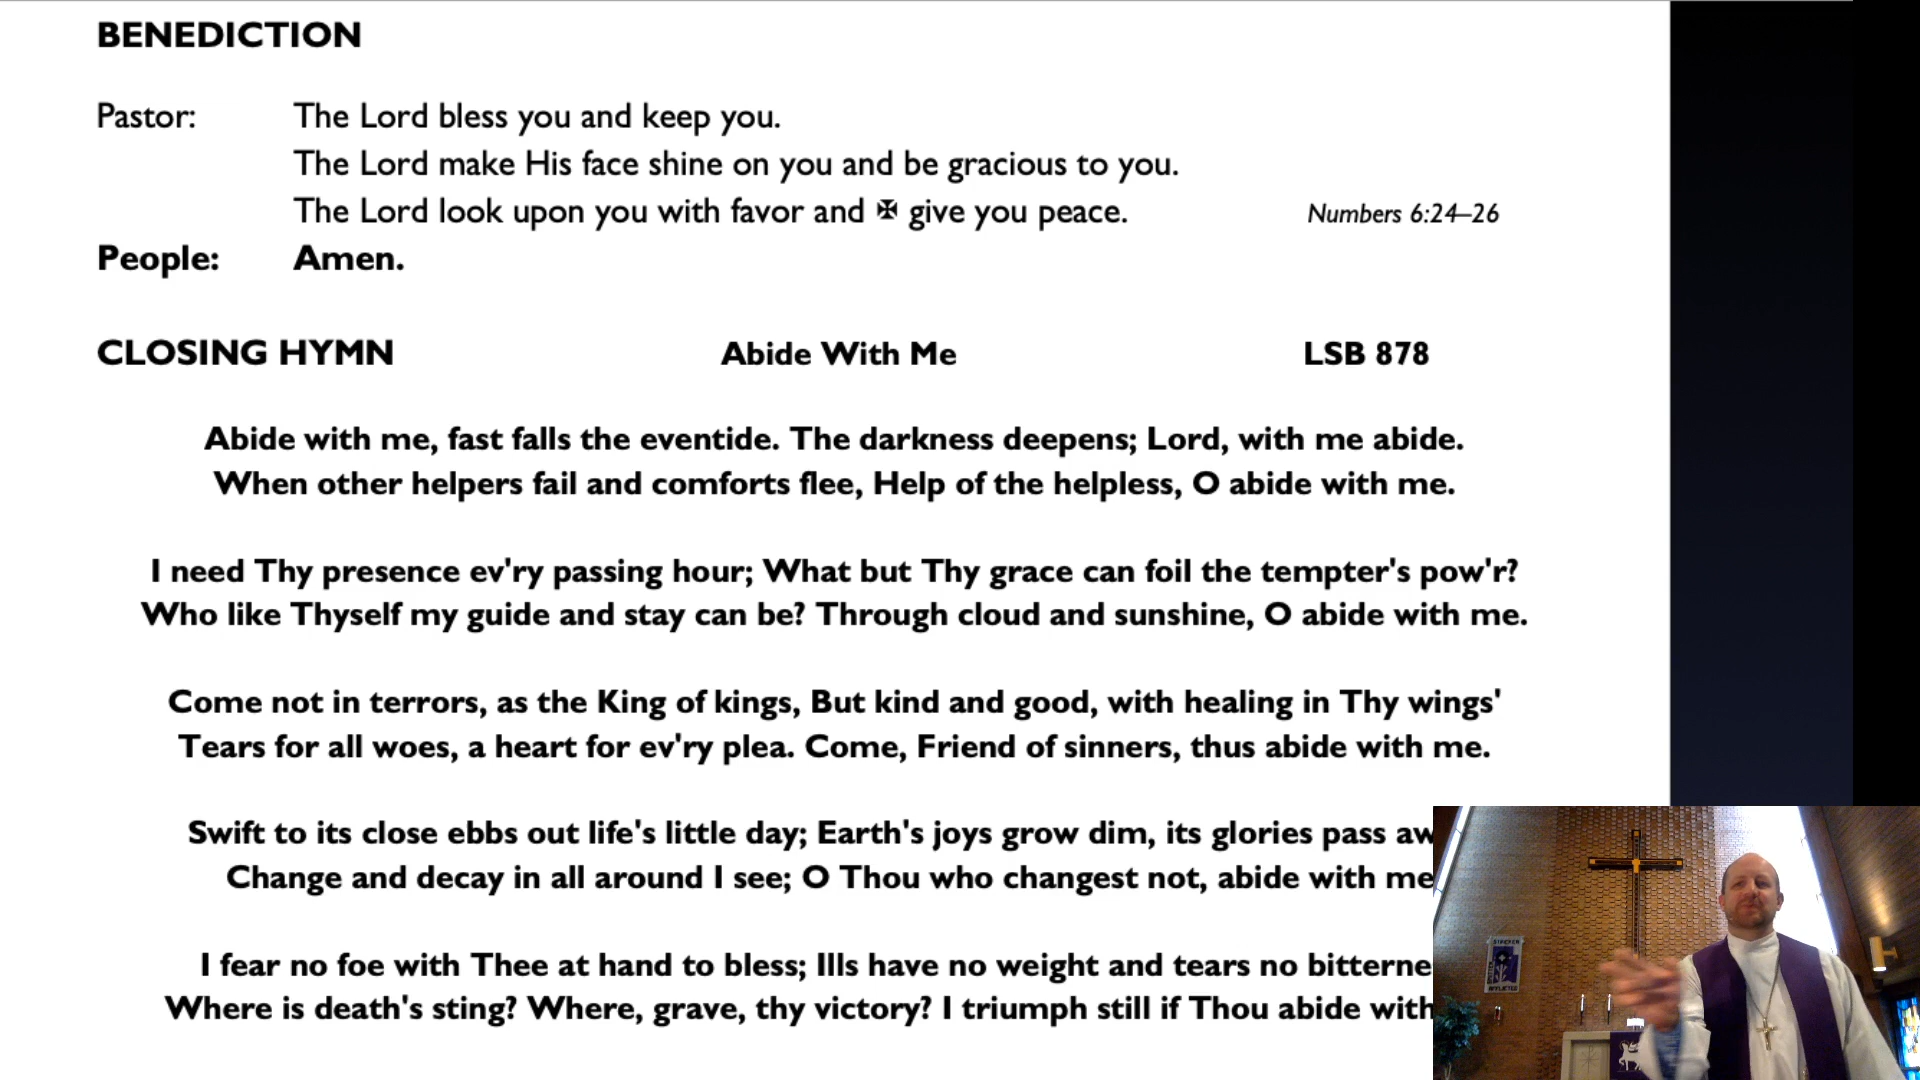 BENEDICTION
Pastor: The Lord bless you and keep you.
The Lord make His face shine on you and be gracious to you.
The Lord look upon you with favor and ✠ give you peace. Numbers 6:24–26
People: Amen.
CLOSING HYMN Abide With Me LSB 878
Abide with me, fast falls the eventide. The darkness deepens; Lord, with me abide.
When other helpers fail and comforts flee, Help of the helpless, O abide with me.
I need Thy presence ev'ry passing hour; What but Thy grace can foil the tempter's pow'r?
Who like Thyself my guide and stay can be? Through cloud and sunshine, O abide with me.
Come not in terrors, as the King of kings, But kind and good, with healing in Thy wings'
Tears for all woes, a heart for ev'ry plea. Come, Friend of sinners, thus abide with me.
Swift to its close ebbs out life's little day; Earth's joys grow dim, its glories pass aw
Change and decay in all around I see; O Thou who changest not, abide with me
I fear no foe with Thee at hand to bless; Ills have no weight and tears no bitterne
Where is death's sting? Where, grave, thy victory? I triumph still if Thou abide with
STRICKEN
AFFLICTED